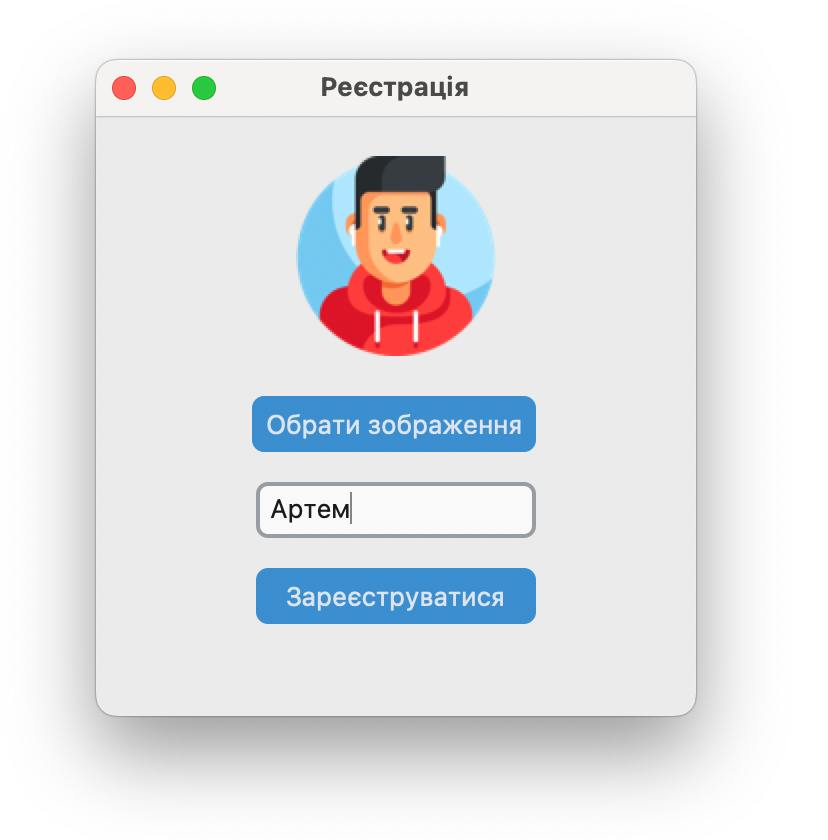 Реєстрація
Обрати зображення
Артем
Зареєструватися